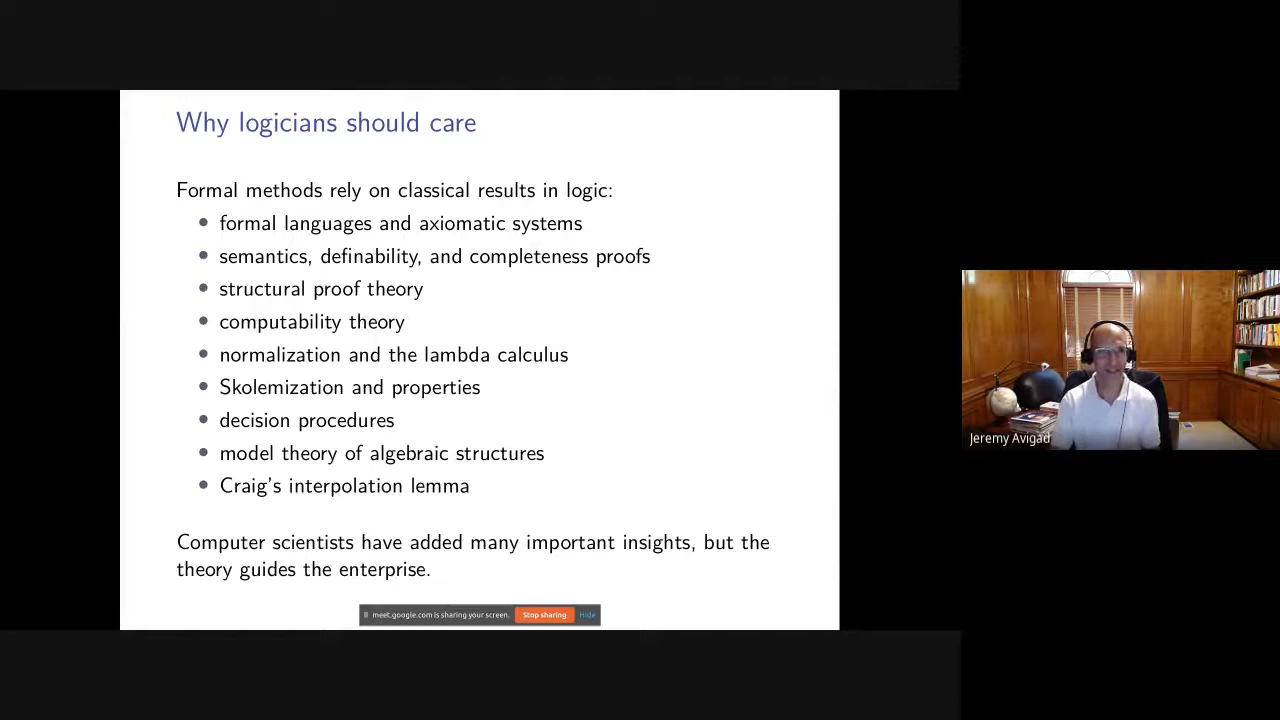 Why logicians should care
Formal methods rely on classical results in logic:
• formal languages and axiomatic systems
• semantics, definability, and completeness proofs
• structural proof theory
• computability theory
• normalization and the lambda calculus
• Skolemization and properties
• decision procedures
• model theory of algebraic structures
• Craig's interpolation lemma
Computer scientists have added many important insights, but the
theory guides the enterprise.
meet.google.com is sharing your screen. Stop sharing Hide
Jeremy Avigad